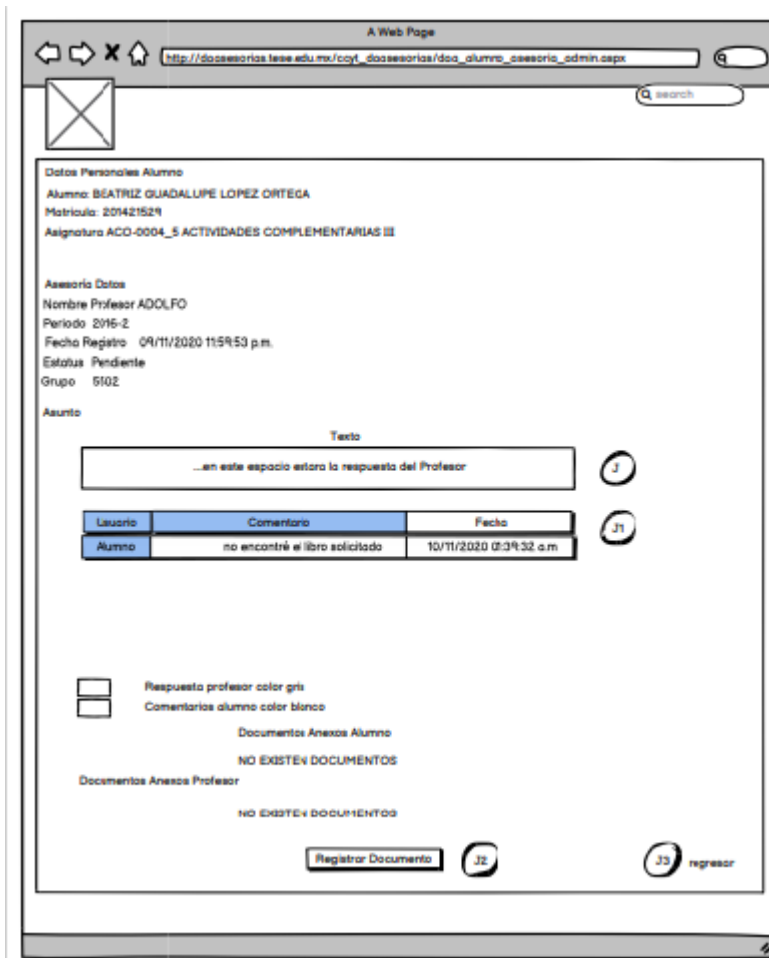 A Web Page
http://daasesorias.tese.edu.mx/ccyt_daasesorias/daa_alumno_asesoria_admin.aspx
search
Datos Personales Alumno
Alumno: BEATRIZ GUADALUPE LOPEZ ORTEGA
Matricula: 201421529
Asignatura ACO-0004_5 ACTIVIDADES COMPLEMENTARIAS III
Asesoría Datos
Nombre Profesor ADOLFO
Periodo 2016-2
Fecha Registro 09/11/2020 11:59:53 p.m.
Estatus Pendiente
Grupo 5102
Asunto
Texto
...en este espacio estara la respuesta del Profesor
J
Usuario Comentario Fecha
J1
Alumno no encontré el libro solicitado 10/11/2020 01:39:32 a.m
Respuesta profesor color gris
Comentarios alumno color blanco
Documentos Anexos Alumno
NO EXISTEN DOCUMENTOS
Documentos Anexos Profesor
NO EXISTEN DOCUMENTOS
Registrar Documento J2 J3 regresar